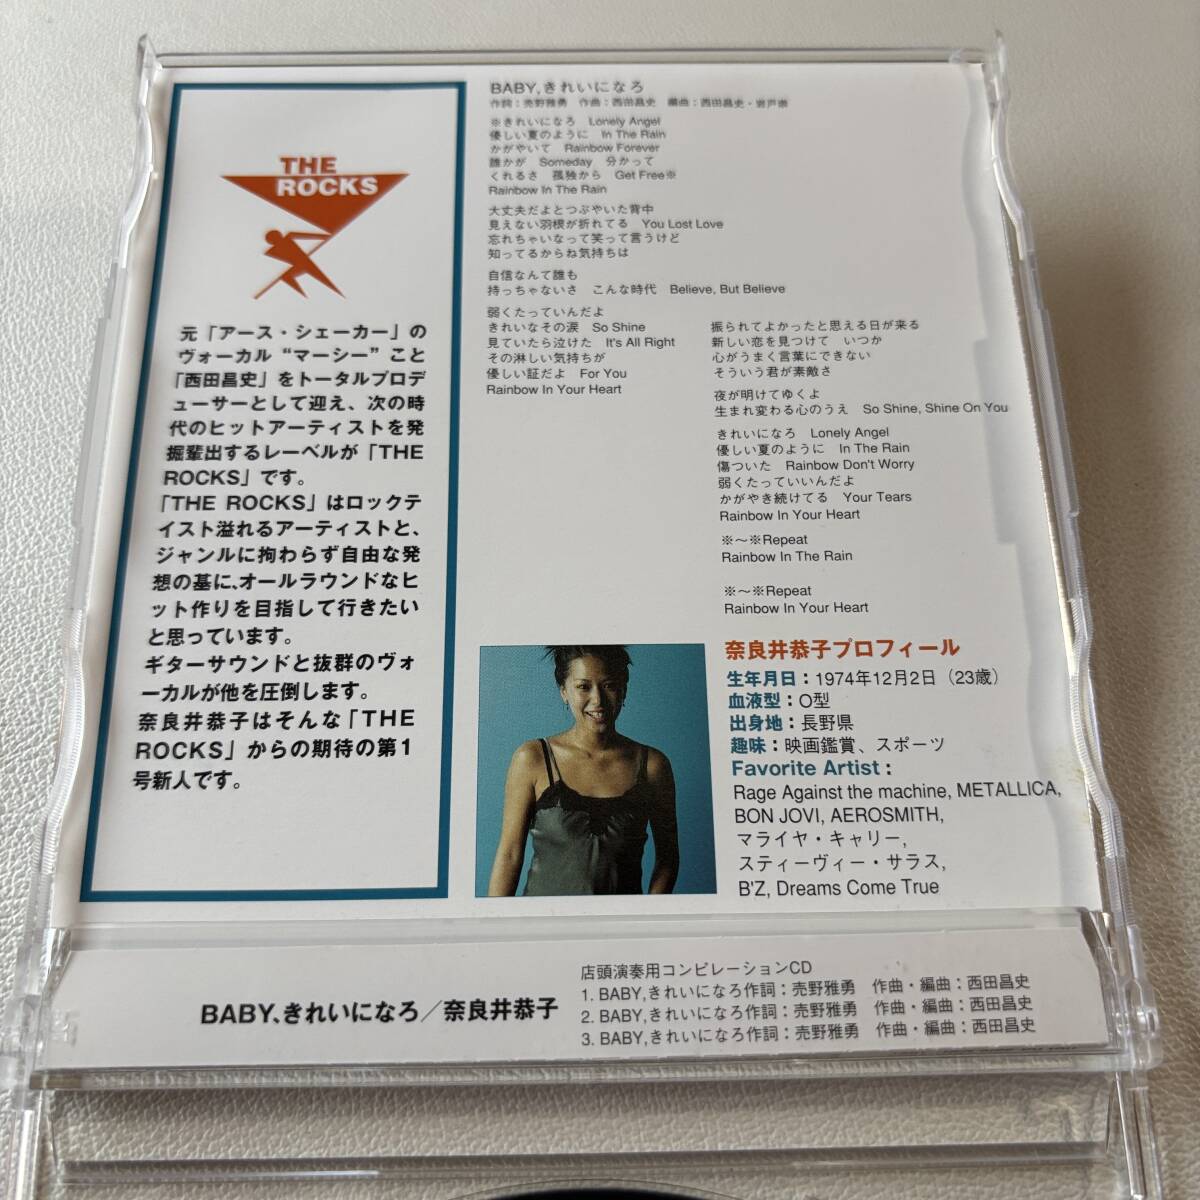 THE
ROCKS
元「アース・シェーカー」の
ヴォーカル“マーシー”こと
「西田昌史」をトータルプロデ
ューサーとして迎え、次の時
代のヒットアーティストを発
掘輩出するレーベルが「THE
ROCKS」です。
「THE ROCKS」はロックテ
イスト溢れるアーティストと、
ジャンルに拘わらず自由な発
想の基に、オールラウンドなヒ
ット作りを目指して行きたい
と思っています。
ギターサウンドと抜群のヴォ
ーカルが他を圧倒します。
奈良井恭子はそんな「THE
ROCKS」からの期待の第1
号新人です。
BABY,きれいになろ
作詞：売野雅勇　作曲：西田昌史　編曲：西田昌史・岩戸崇
※きれいになろ　Lonely Angel
優しい夏のように　In The Rain
かがやいて　Rainbow Forever
誰かが　Someday　分かって
くれるさ　孤独から　Get Free※
Rainbow In The Rain
大丈夫だよとつぶやいた背中
見えない羽根が折れてる　You Lost Love
忘れちゃいなって笑って言うけど
知ってるからね気持ちは
自信なんて誰も
持っちゃないさ　こんな時代　Believe, But Believe
弱くたっていいんだよ
きれいなその涙　So Shine
見ていたら泣けた　It's All Right
その淋しい気持ちが
優しい証だよ　For You
Rainbow In Your Heart
振られてよかったと思える日が来る
新しい恋を見つけて　いつか
心がうまく言葉にできない
そういう君が素敵さ
夜が明けてゆくよ
生まれ変わる心のうえ　So Shine, Shine On You
きれいになろ　Lonely Angel
優しい夏のように　In The Rain
傷ついた　Rainbow Don't Worry
弱くたっていいんだよ
かがやき続けてる　Your Tears
Rainbow In Your Heart
※～※Repeat
Rainbow In The Rain
※～※Repeat
Rainbow In Your Heart
奈良井恭子プロフィール
生年月日：1974年12月2日（23歳）
血液型：O型
出身地：長野県
趣味：映画鑑賞、スポーツ
Favorite Artist：
Rage Against the machine, METALLICA,
BON JOVI, AEROSMITH,
マライヤ・キャリー,
スティーヴィー・サラス,
B'Z, Dreams Come True
BABY、きれいになろ／奈良井恭子
店頭演奏用コンピレーションCD
1. BABY,きれいになろ作詞：売野雅勇　作曲・編曲：西田昌史
2. BABY,きれいになろ作詞：売野雅勇　作曲・編曲：西田昌史
3. BABY,きれいになろ作詞：売野雅勇　作曲・編曲：西田昌史